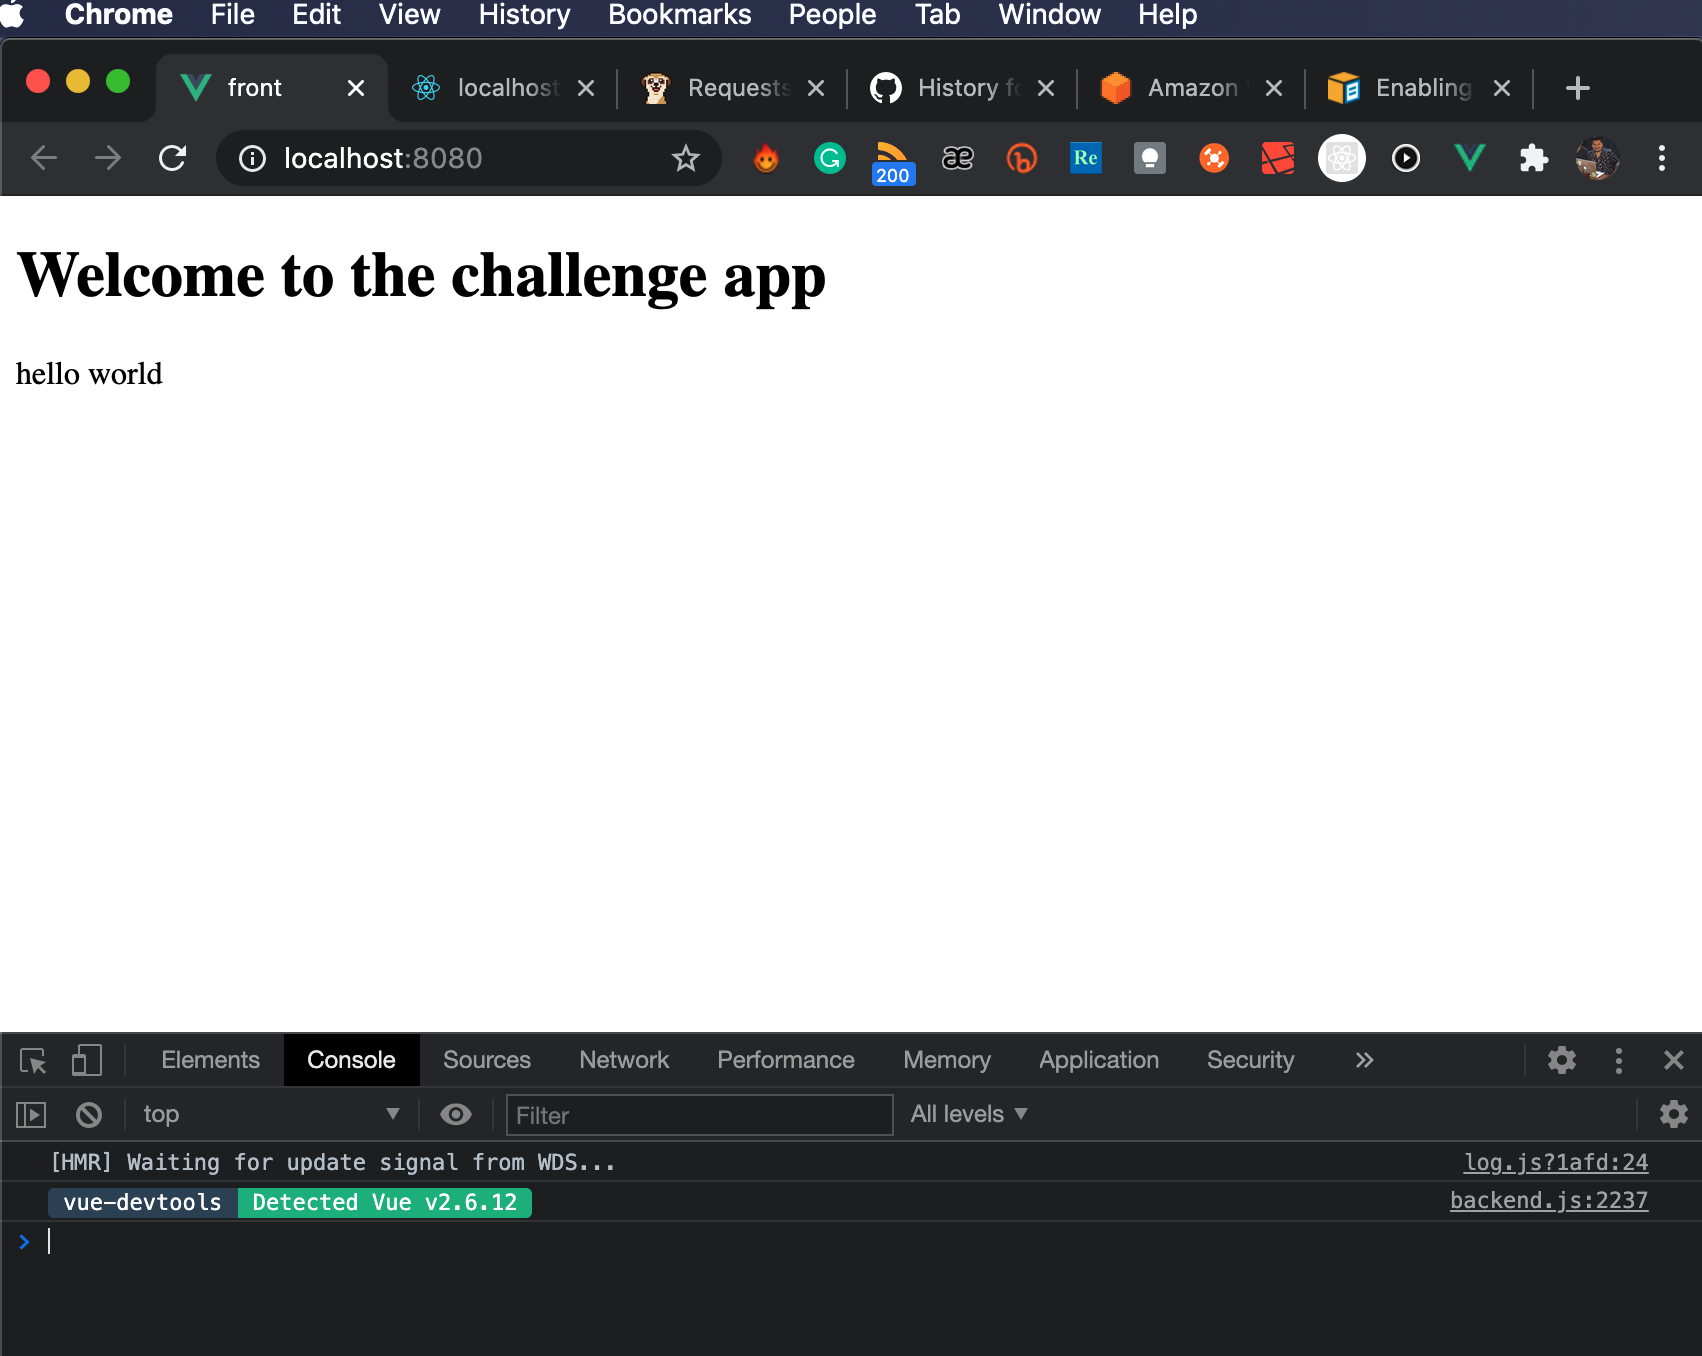 Chrome File Edit View History Bookmarks People Tab Window Help
front localhost Requests History fo Amazon Enabling
localhost:8080 200 æ b Re
Welcome to the challenge app
hello world
Elements Console Sources Network Performance Memory Application Security »
top Filter All levels
[HMR] Waiting for update signal from WDS... log.js?1afd:24
vue-devtools Detected Vue v2.6.12 backend.js:2237
>